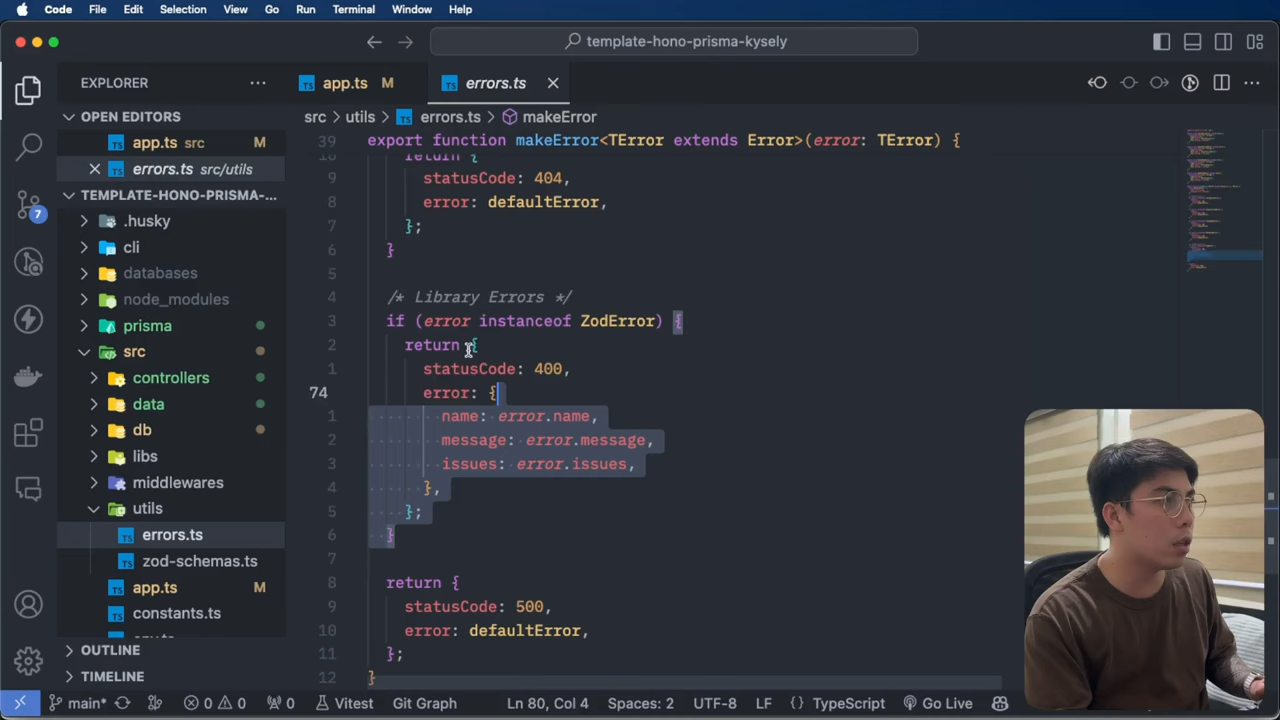 Code File Edit Selection View Go Run Terminal Window Help
template-hono-prisma-kysely
EXPLORER
app.ts M
errors.ts
OPEN EDITORS
app.ts src M
errors.ts src/utils
TEMPLATE-HONO-PRISMA-...
.husky
cli
databases
node_modules
prisma
src
controllers
data
db
libs
middlewares
utils
errors.ts
zod-schemas.ts
app.ts M
constants.ts
OUTLINE
TIMELINE
7
src utils errors.ts makeError
39 export function makeError<TError extends Error>(error: TError) {
10 return {
9 statusCode: 404,
8 error: defaultError,
7 };
6 }
5
4 /* Library Errors */
3 if (error instanceof ZodError) {
2 return {
1 statusCode: 400,
74 error: {
1 name: error.name,
2 message: error.message,
3 issues: error.issues,
4 },
5 };
6 }
7
8 return {
9 statusCode: 500,
10 error: defaultError,
11 };
12 }
main* 0 0 0 Vitest Git Graph Ln 80, Col 4 Spaces: 2 UTF-8 LF TypeScript Go Live